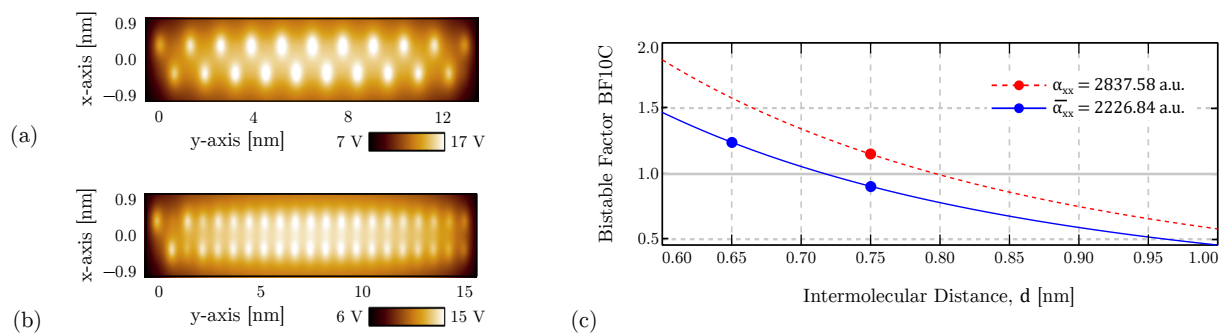 0.9
0.0
−0.9
x-axis [nm]
0 4 8 12
y-axis [nm]
7 V 17 V
(a)
0.9
0.0
−0.9
x-axis [nm]
0 5 10 15
y-axis [nm]
6 V 15 V
(b)
Bistable Factor BF10C
2.0
1.5
1.0
0.5
α_xx = 2837.58 a.u.
α̅_xx = 2226.84 a.u.
0.60 0.65 0.70 0.75 0.80 0.85 0.90 0.95 1.00
Intermolecular Distance, d [nm]
(c)